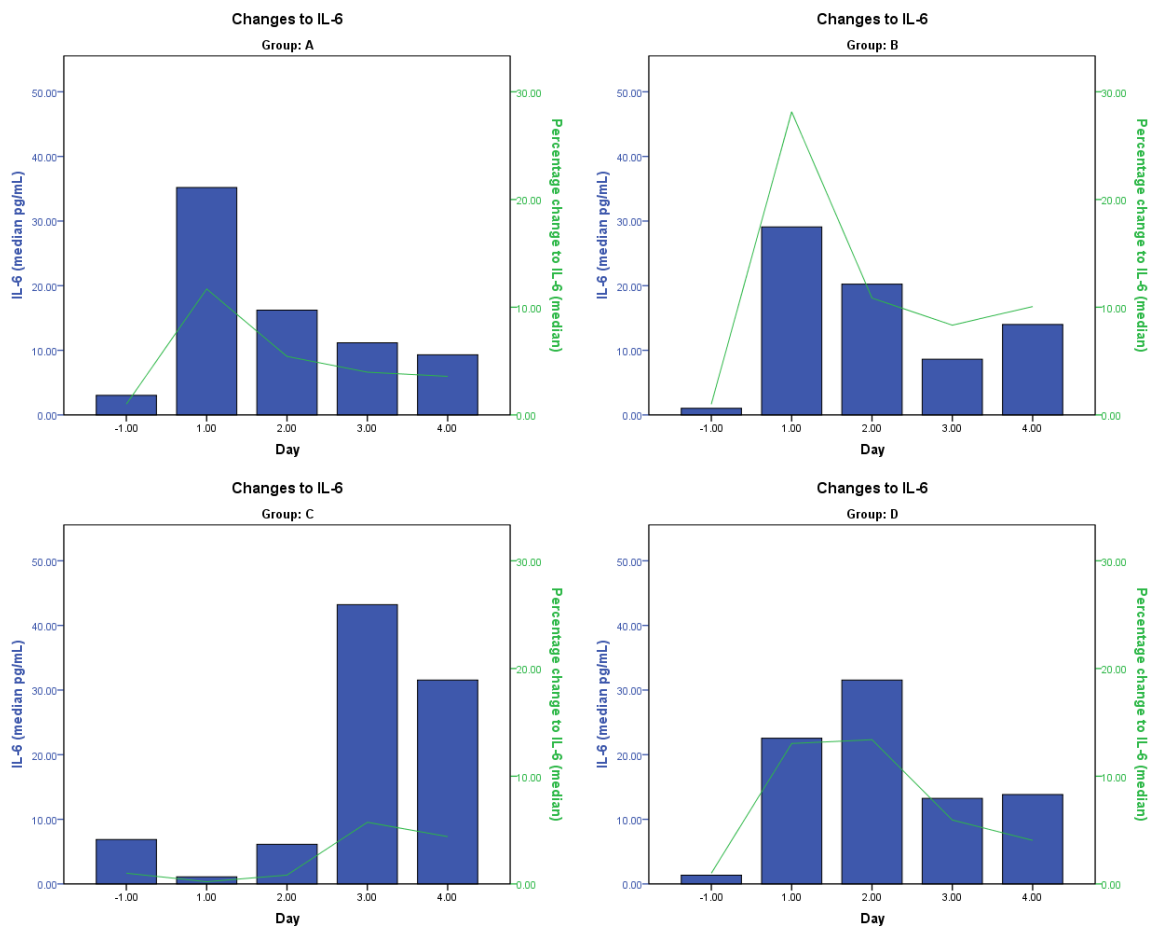 Changes to IL-6
Group: A
IL-6 (median pg/mL)
50.00
40.00
30.00
20.00
10.00
0.00
30.00
20.00
10.00
0.00
Percentage change to IL-6 (median)
-1.00 1.00 2.00 3.00 4.00
Day
Changes to IL-6
Group: B
IL-6 (median pg/mL)
50.00
40.00
30.00
20.00
10.00
0.00
30.00
20.00
10.00
0.00
Percentage change to IL-6 (median)
-1.00 1.00 2.00 3.00 4.00
Day
Changes to IL-6
Group: C
IL-6 (median pg/mL)
50.00
40.00
30.00
20.00
10.00
0.00
30.00
20.00
10.00
0.00
Percentage change to IL-6 (median)
-1.00 1.00 2.00 3.00 4.00
Day
Changes to IL-6
Group: D
IL-6 (median pg/mL)
50.00
40.00
30.00
20.00
10.00
0.00
30.00
20.00
10.00
0.00
Percentage change to IL-6 (median)
-1.00 1.00 2.00 3.00 4.00
Day